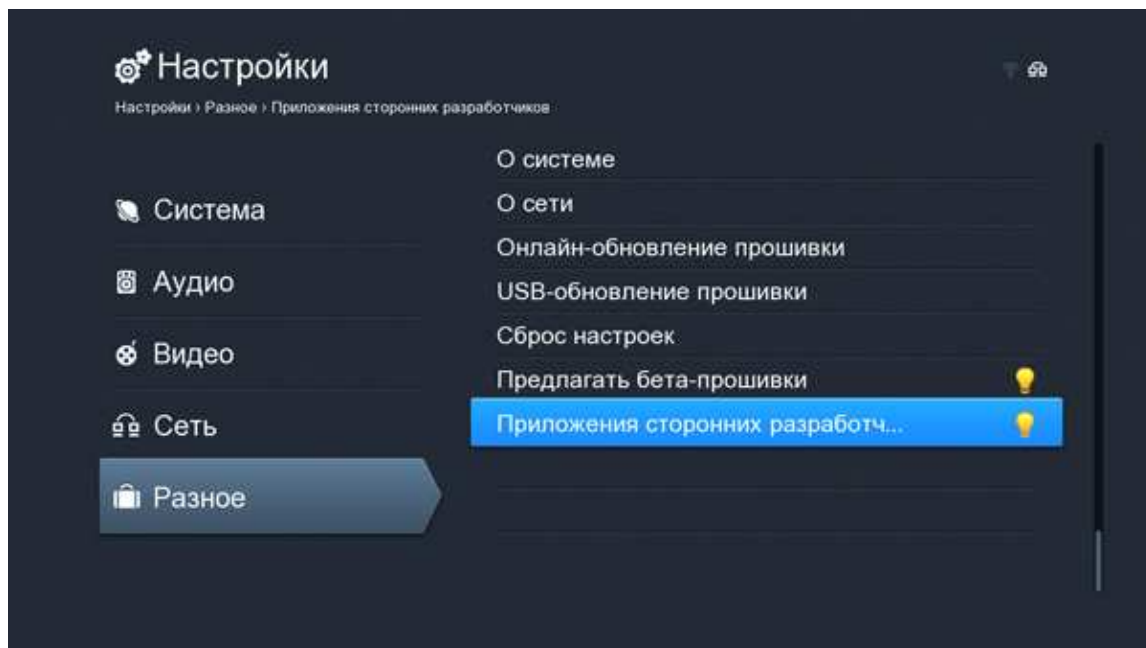 Настройки
Настройки › Разное › Приложения сторонних разработчиков
Система
Аудио
Видео
Сеть
Разное
О системе
О сети
Онлайн-обновление прошивки
USB-обновление прошивки
Сброс настроек
Предлагать бета-прошивки
Приложения сторонних разработч...